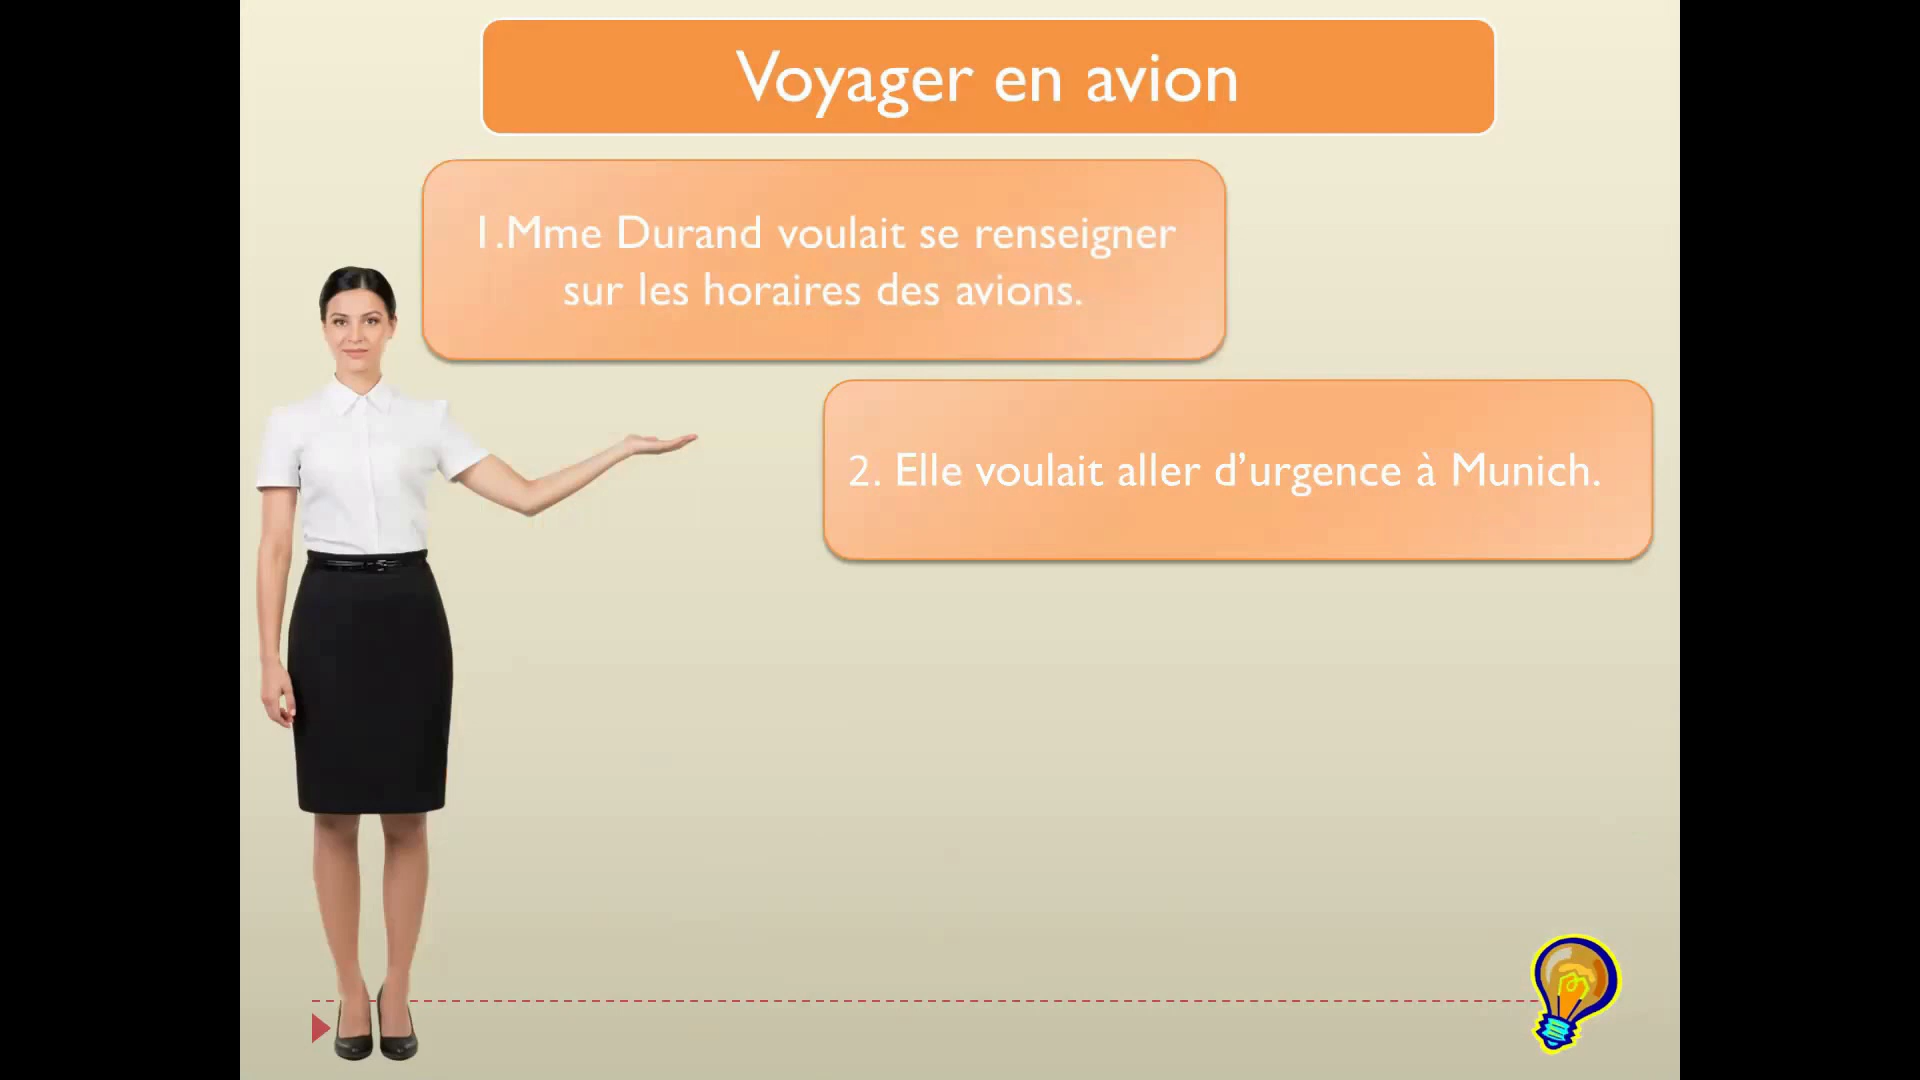 Voyager en avion
1.Mme Durand voulait se renseigner
sur les horaires des avions.
2. Elle voulait aller d’urgence à Munich.